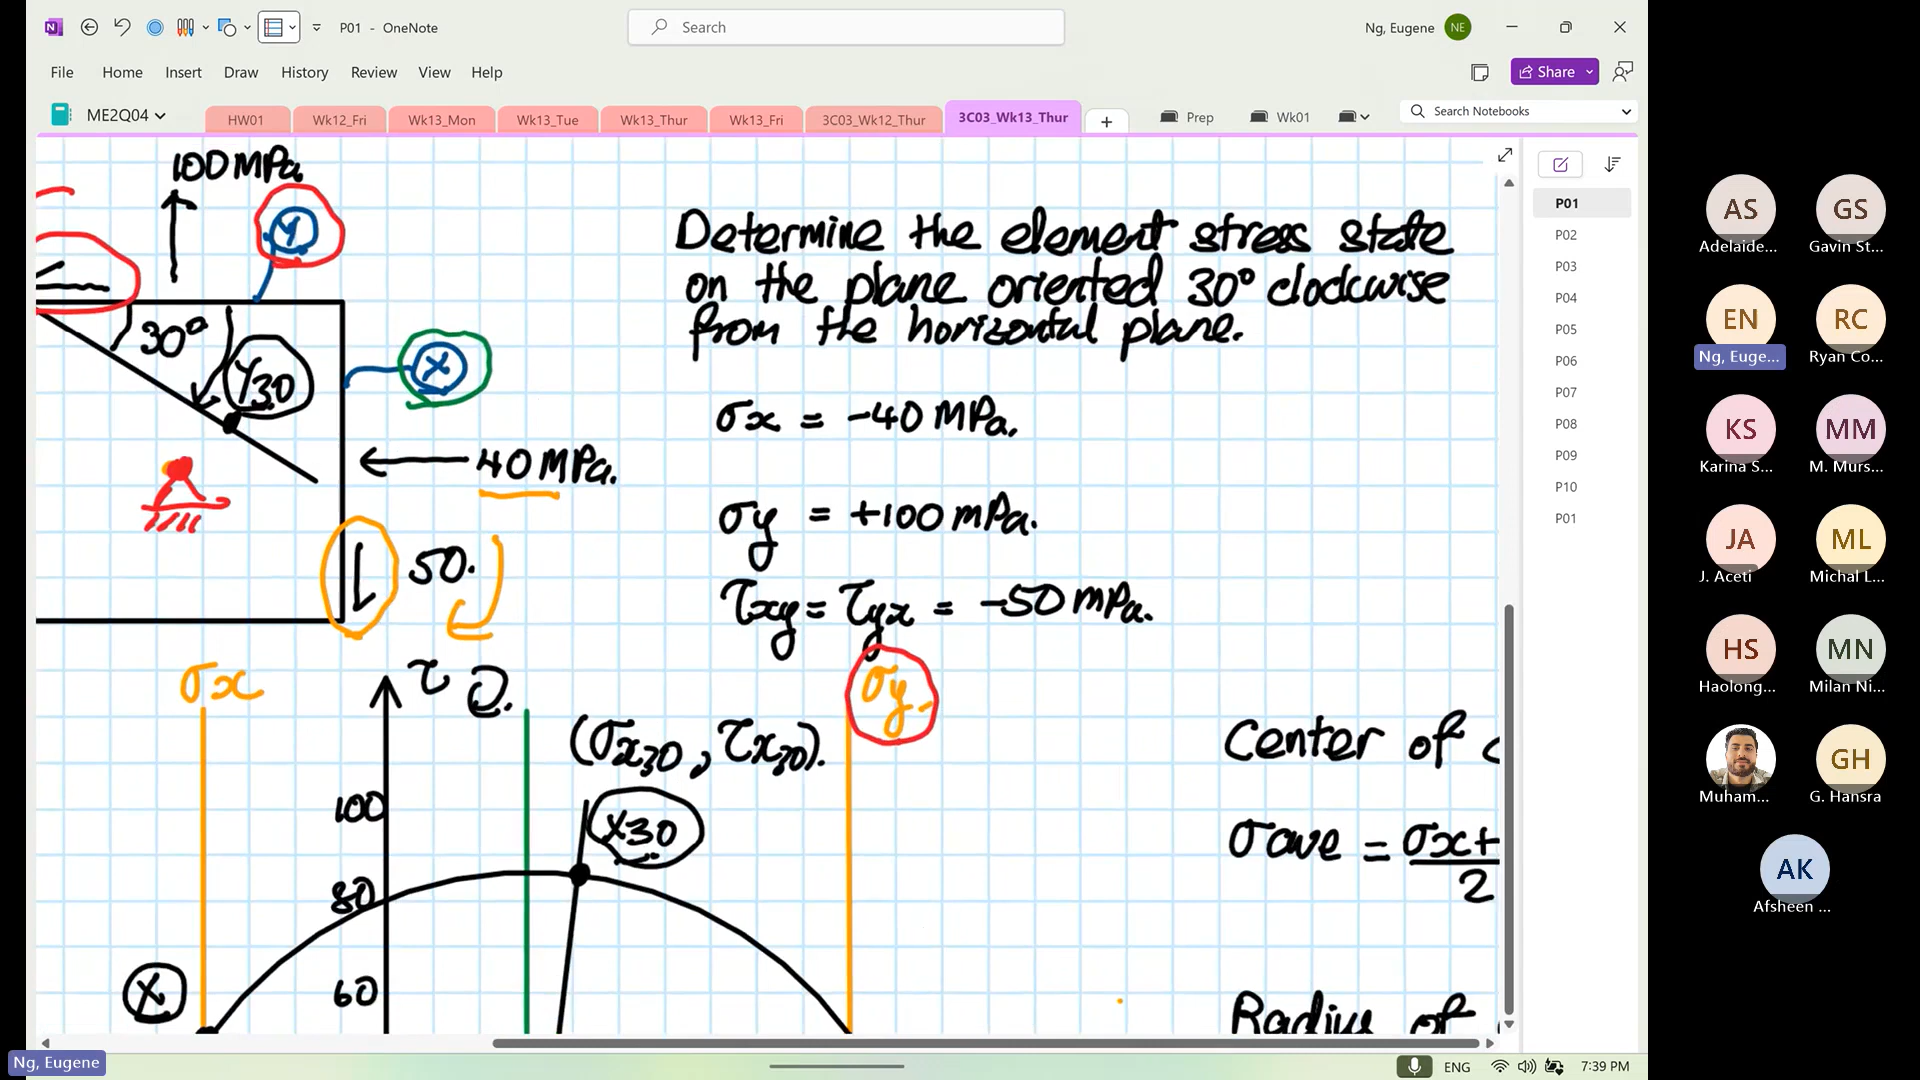 P01 - OneNote
Search
Ng, Eugene
NE
File Home Insert Draw History Review View Help
Share
ME2Q04
HW01
Wk12_Fri
Wk13_Mon
Wk13_Tue
Wk13_Thur
Wk13_Fri
3C03_Wk12_Thur
3C03_Wk13_Thur
Prep
Wk01
Search Notebooks
100 MPa
Y
30°
Y30
X
40 MPa.
50.
Determine the element stress state
on the plane oriented 30° clockwise
from the horizontal plane.
σx = -40 MPa.
σy = +100 MPa.
τxy = τyx = -50 MPa.
σx
τ
σy
(σx30, τx30).
X30
100
80
60
X
Center of
σave = σx+
2
Radius of
P01
P02
P03
P04
P05
P06
P07
P08
P09
P10
P01
AS
Adelaide...
GS
Gavin St...
EN
Ng, Euge...
RC
Ryan Co...
KS
Karina S...
MM
M. Murs...
JA
J. Aceti
ML
Michal L...
HS
Haolong...
MN
Milan Ni...
Muham...
GH
G. Hansra
AK
Afsheen ...
Ng, Eugene
ENG
7:39 PM